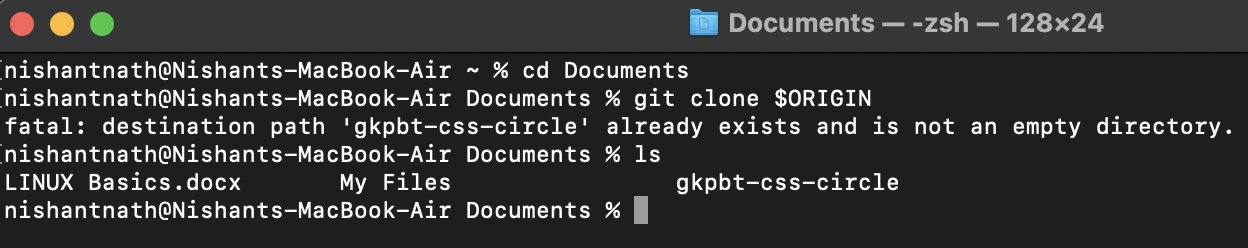 Documents — -zsh — 128×24
[nishantnath@Nishants-MacBook-Air ~ % cd Documents
[nishantnath@Nishants-MacBook-Air Documents % git clone $ORIGIN
fatal: destination path 'gkpbt-css-circle' already exists and is not an empty directory.
[nishantnath@Nishants-MacBook-Air Documents % ls
LINUX Basics.docx       My Files                gkpbt-css-circle
nishantnath@Nishants-MacBook-Air Documents %